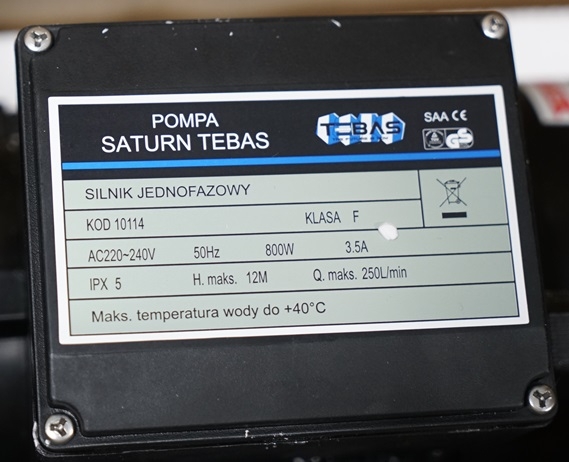 POMPA
SATURN TEBAS
TEBAS
SAA CE
SILNIK JEDNOFAZOWY
KOD 10114 KLASA F
AC220~240V 50Hz 800W 3.5A
IPX 5 H. maks. 12M Q. maks. 250L/min
Maks. temperatura wody do +40°C